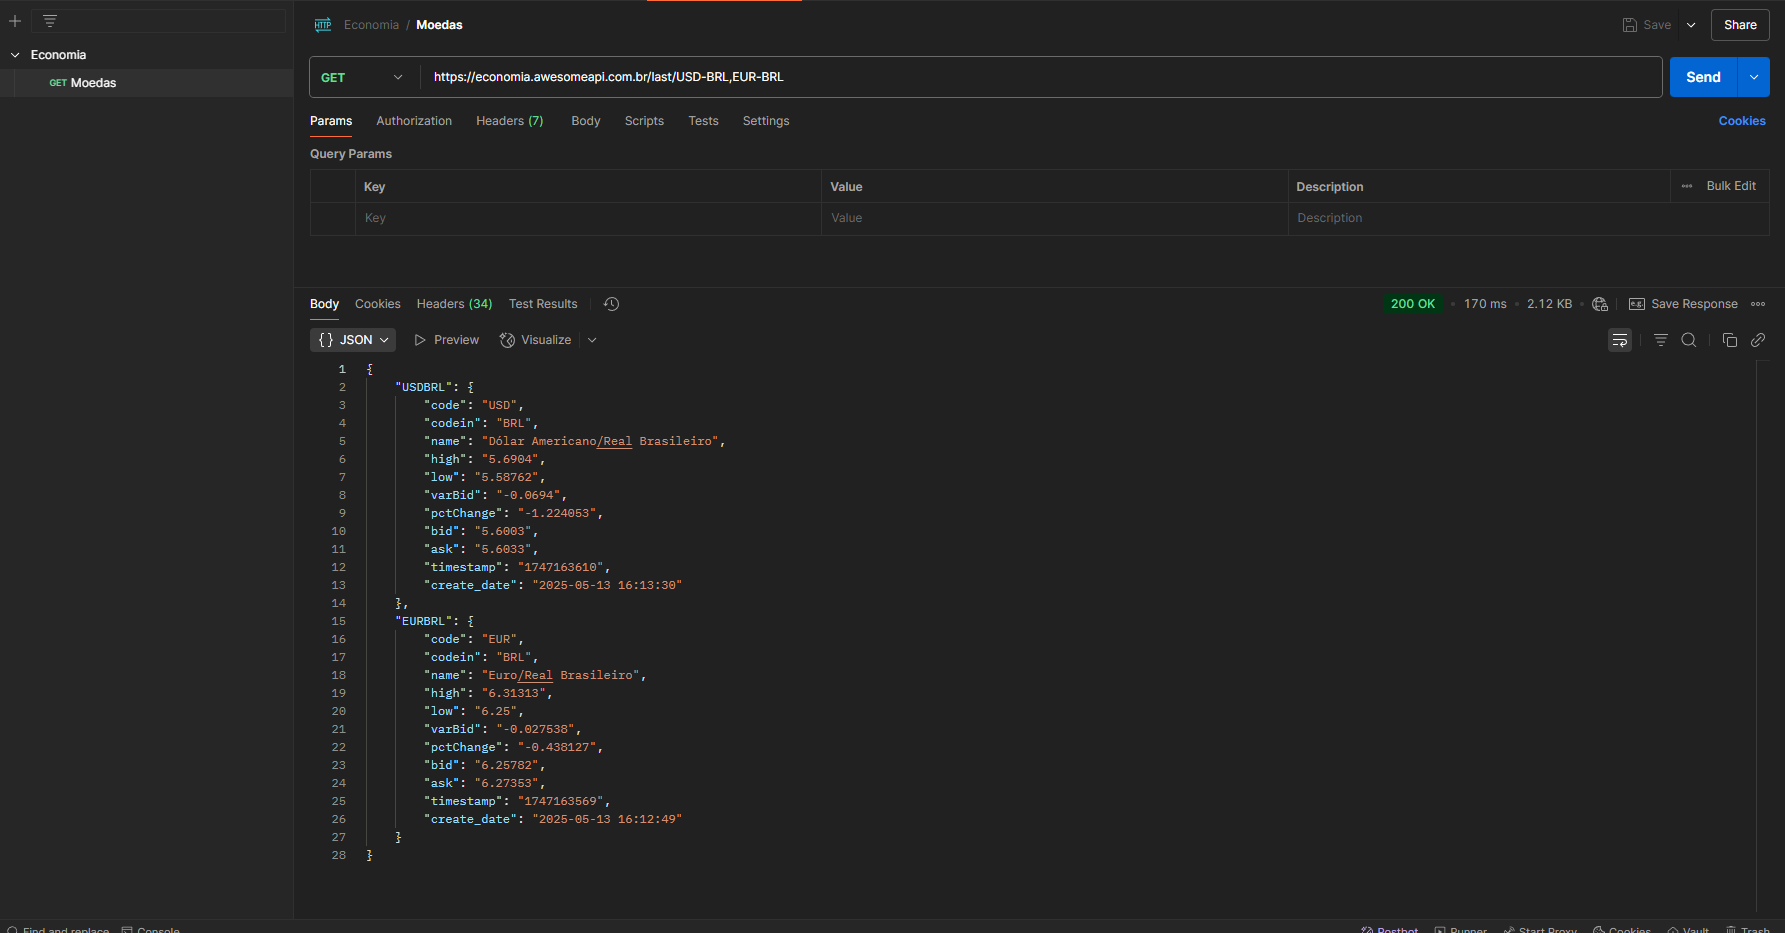 Economia
GET Moedas
HTTP Economia / Moedas
Save
Share
GET
https://economia.awesomeapi.com.br/last/USD-BRL,EUR-BRL
Send
Params Authorization Headers (7) Body Scripts Tests Settings
Cookies
Query Params
Key Value Description
Bulk Edit
Key Value Description
Body Cookies Headers (34) Test Results
200 OK • 170 ms • 2.12 KB
e.g. Save Response
{} JSON Preview Visualize
1 {
2 "USDBRL": {
3 "code": "USD",
4 "codein": "BRL",
5 "name": "Dólar Americano/Real Brasileiro",
6 "high": "5.6904",
7 "low": "5.58762",
8 "varBid": "-0.0694",
9 "pctChange": "-1.224053",
10 "bid": "5.6003",
11 "ask": "5.6033",
12 "timestamp": "1747163610",
13 "create_date": "2025-05-13 16:13:30"
14 },
15 "EURBRL": {
16 "code": "EUR",
17 "codein": "BRL",
18 "name": "Euro/Real Brasileiro",
19 "high": "6.31313",
20 "low": "6.25",
21 "varBid": "-0.027538",
22 "pctChange": "-0.438127",
23 "bid": "6.25782",
24 "ask": "6.27353",
25 "timestamp": "1747163569",
26 "create_date": "2025-05-13 16:12:49"
27 }
28 }
Find and replace Console
Postbot Runner Start Proxy Cookies Vault Trash